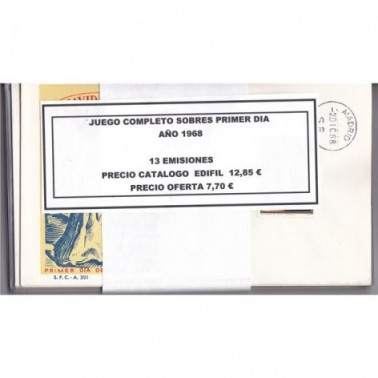 JUEGO COMPLETO SOBRES PRIMER DIA
AÑO 1968
13 EMISIONES
PRECIO CATALOGO EDIFIL 12,85 €
PRECIO OFERTA 7,70 €
MADRID
PRIMER DIA DE
S.F.C.-A. 201